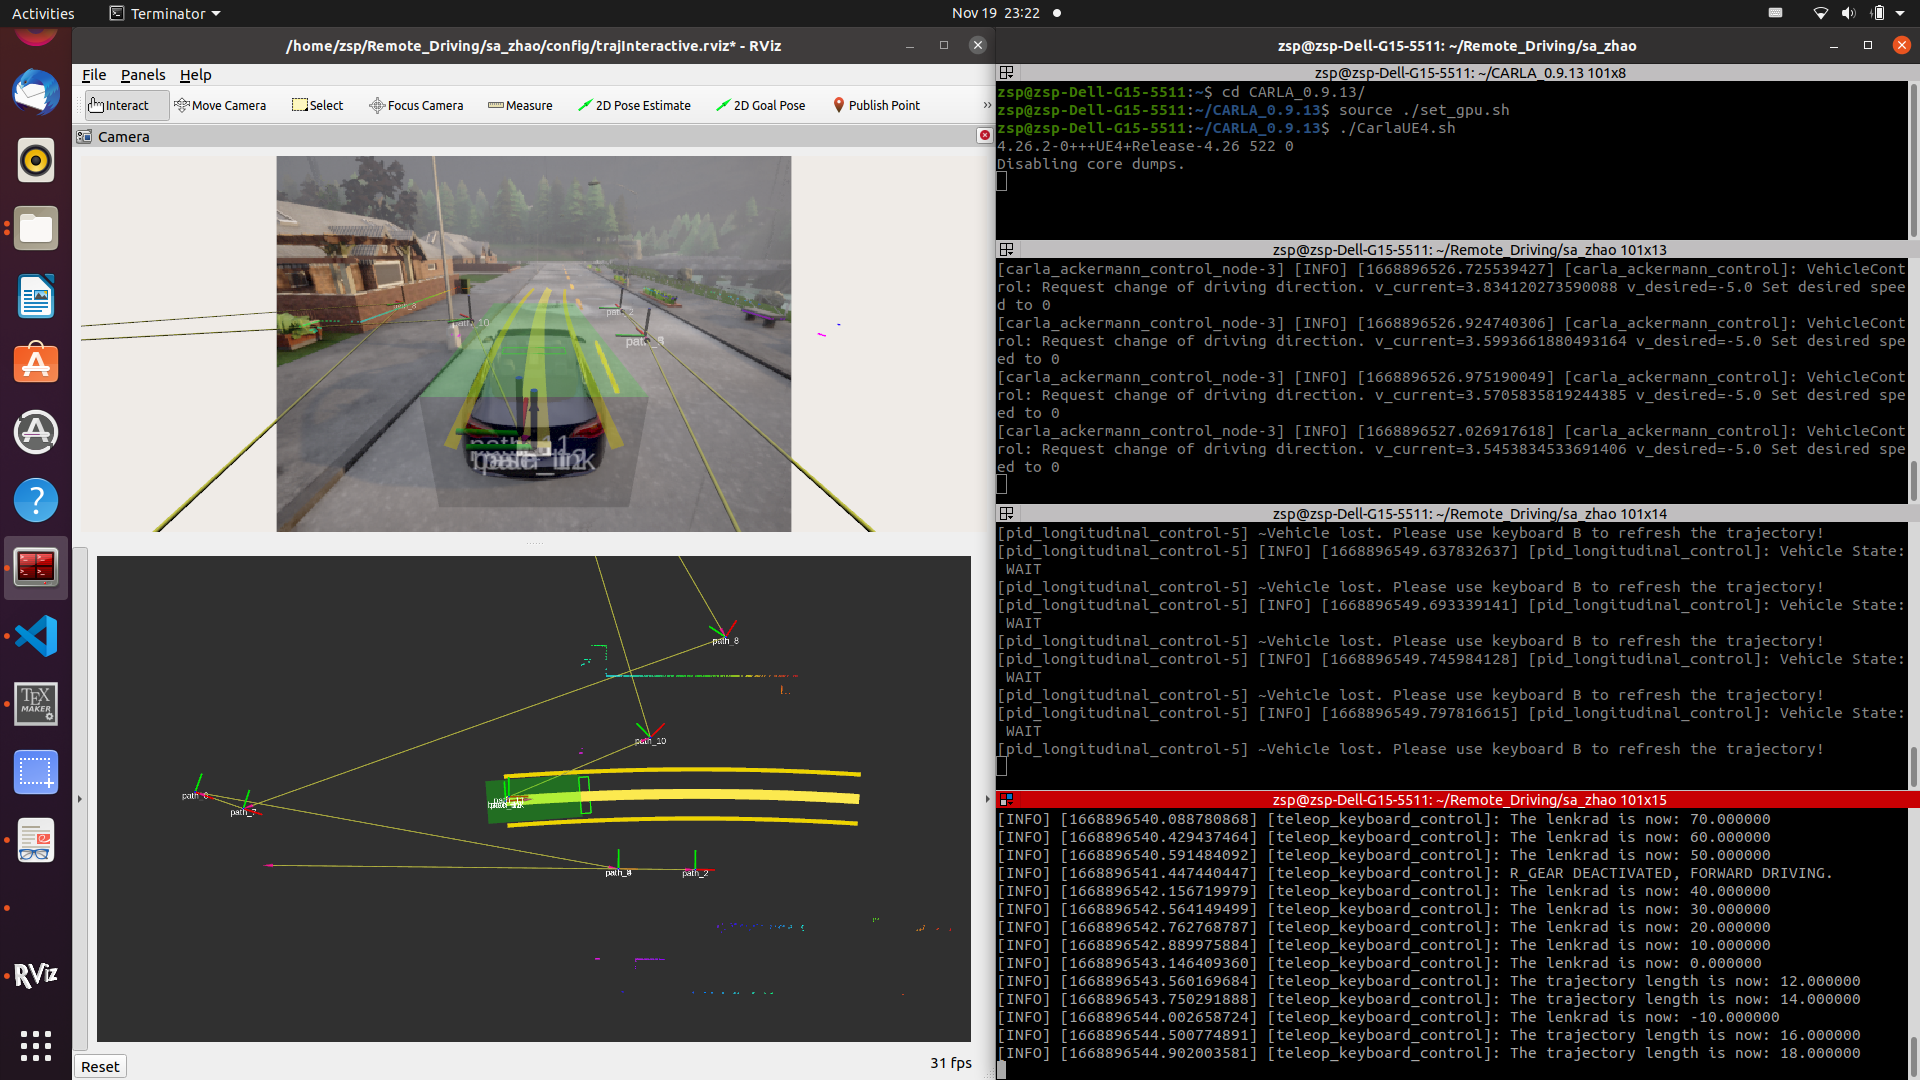 Activities
Terminator
Nov 19 23:22
/home/zsp/Remote_Driving/sa_zhao/config/trajInteractive.rviz* - RViz
File Panels Help
Interact Move Camera Select Focus Camera Measure 2D Pose Estimate 2D Goal Pose Publish Point »
Camera
path_10
path_2
path_8
path_10
path_7
path_2
Reset
31 fps
TEX
MAKER
RViz
zsp@zsp-Dell-G15-5511: ~/Remote_Driving/sa_zhao
zsp@zsp-Dell-G15-5511: ~/CARLA_0.9.13 101x8
zsp@zsp-Dell-G15-5511:~$ cd CARLA_0.9.13/
zsp@zsp-Dell-G15-5511:~/CARLA_0.9.13$ source ./set_gpu.sh
zsp@zsp-Dell-G15-5511:~/CARLA_0.9.13$ ./CarlaUE4.sh
4.26.2-0+++UE4+Release-4.26 522 0
Disabling core dumps.
zsp@zsp-Dell-G15-5511: ~/Remote_Driving/sa_zhao 101x13
[carla_ackermann_control_node-3] [INFO] [1668896526.725539427] [carla_ackermann_control]: VehicleCont
rol: Request change of driving direction. v_current=3.834120273590088 v_desired=-5.0 Set desired spee
d to 0
[carla_ackermann_control_node-3] [INFO] [1668896526.924740306] [carla_ackermann_control]: VehicleCont
rol: Request change of driving direction. v_current=3.5993661880493164 v_desired=-5.0 Set desired spe
ed to 0
[carla_ackermann_control_node-3] [INFO] [1668896526.975190049] [carla_ackermann_control]: VehicleCont
rol: Request change of driving direction. v_current=3.5705835819244385 v_desired=-5.0 Set desired spe
ed to 0
[carla_ackermann_control_node-3] [INFO] [1668896527.026917618] [carla_ackermann_control]: VehicleCont
rol: Request change of driving direction. v_current=3.5453834533691406 v_desired=-5.0 Set desired spe
ed to 0
zsp@zsp-Dell-G15-5511: ~/Remote_Driving/sa_zhao 101x14
[pid_longitudinal_control-5] ~Vehicle lost. Please use keyboard B to refresh the trajectory!
[pid_longitudinal_control-5] [INFO] [1668896549.637832637] [pid_longitudinal_control]: Vehicle State:
WAIT
[pid_longitudinal_control-5] ~Vehicle lost. Please use keyboard B to refresh the trajectory!
[pid_longitudinal_control-5] [INFO] [1668896549.693339141] [pid_longitudinal_control]: Vehicle State:
WAIT
[pid_longitudinal_control-5] ~Vehicle lost. Please use keyboard B to refresh the trajectory!
[pid_longitudinal_control-5] [INFO] [1668896549.745984128] [pid_longitudinal_control]: Vehicle State:
WAIT
[pid_longitudinal_control-5] ~Vehicle lost. Please use keyboard B to refresh the trajectory!
[pid_longitudinal_control-5] [INFO] [1668896549.797816615] [pid_longitudinal_control]: Vehicle State:
WAIT
[pid_longitudinal_control-5] ~Vehicle lost. Please use keyboard B to refresh the trajectory!
zsp@zsp-Dell-G15-5511: ~/Remote_Driving/sa_zhao 101x15
[INFO] [1668896540.088780868] [teleop_keyboard_control]: The lenkrad is now: 70.000000
[INFO] [1668896540.429437464] [teleop_keyboard_control]: The lenkrad is now: 60.000000
[INFO] [1668896540.591484092] [teleop_keyboard_control]: The lenkrad is now: 50.000000
[INFO] [1668896541.447440447] [teleop_keyboard_control]: R_GEAR DEACTIVATED, FORWARD DRIVING.
[INFO] [1668896542.156719979] [teleop_keyboard_control]: The lenkrad is now: 40.000000
[INFO] [1668896542.564149499] [teleop_keyboard_control]: The lenkrad is now: 30.000000
[INFO] [1668896542.762768787] [teleop_keyboard_control]: The lenkrad is now: 20.000000
[INFO] [1668896542.889975884] [teleop_keyboard_control]: The lenkrad is now: 10.000000
[INFO] [1668896543.146409360] [teleop_keyboard_control]: The lenkrad is now: 0.000000
[INFO] [1668896543.560169684] [teleop_keyboard_control]: The trajectory length is now: 12.000000
[INFO] [1668896543.750291888] [teleop_keyboard_control]: The trajectory length is now: 14.000000
[INFO] [1668896544.002658724] [teleop_keyboard_control]: The lenkrad is now: -10.000000
[INFO] [1668896544.500774891] [teleop_keyboard_control]: The trajectory length is now: 16.000000
[INFO] [1668896544.902003581] [teleop_keyboard_control]: The trajectory length is now: 18.000000